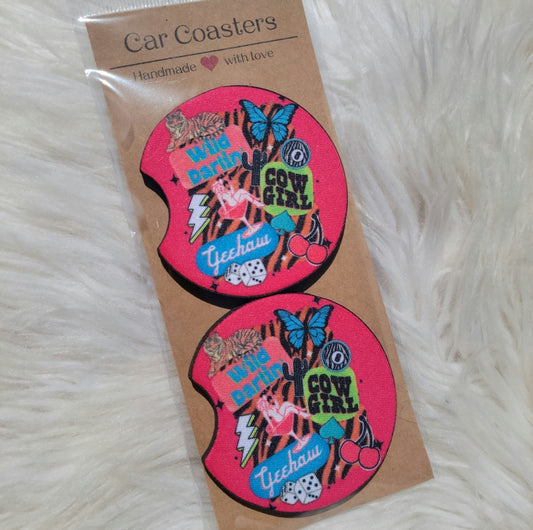 Car Coasters
Handmade with love
Wild
Darlin
COW
GIRL
Yeehaw
Wild
Darlin
COW
GIRL
Yeehaw